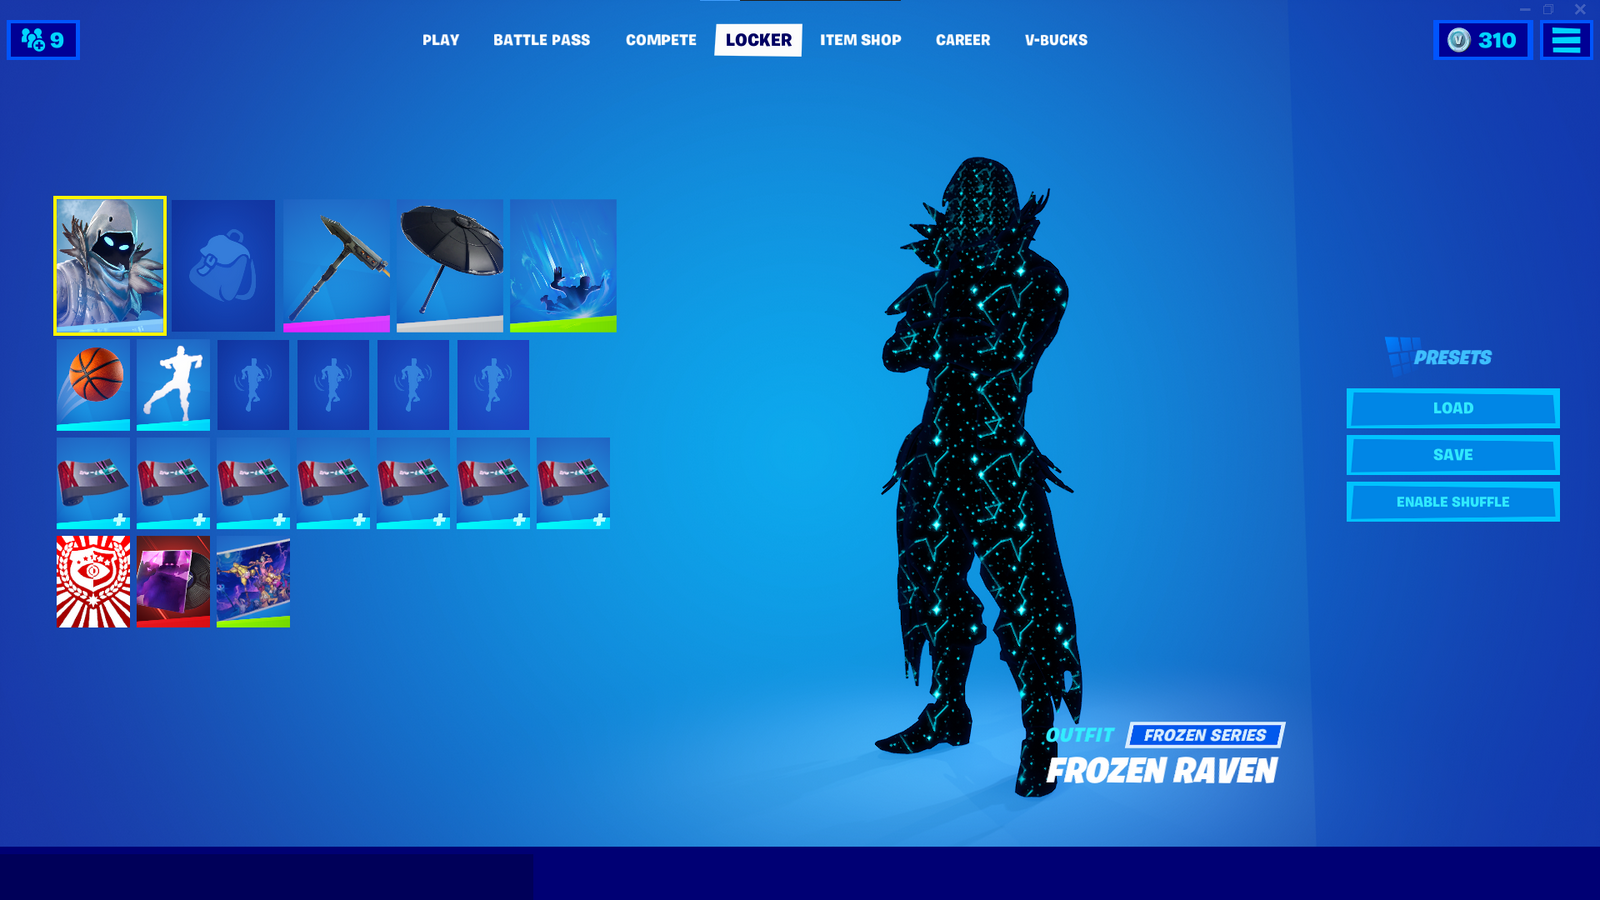 9
PLAY
BATTLE PASS
COMPETE
LOCKER
ITEM SHOP
CAREER
V-BUCKS
V 310
PRESETS
LOAD
SAVE
ENABLE SHUFFLE
OUTFIT
FROZEN SERIES
FROZEN RAVEN